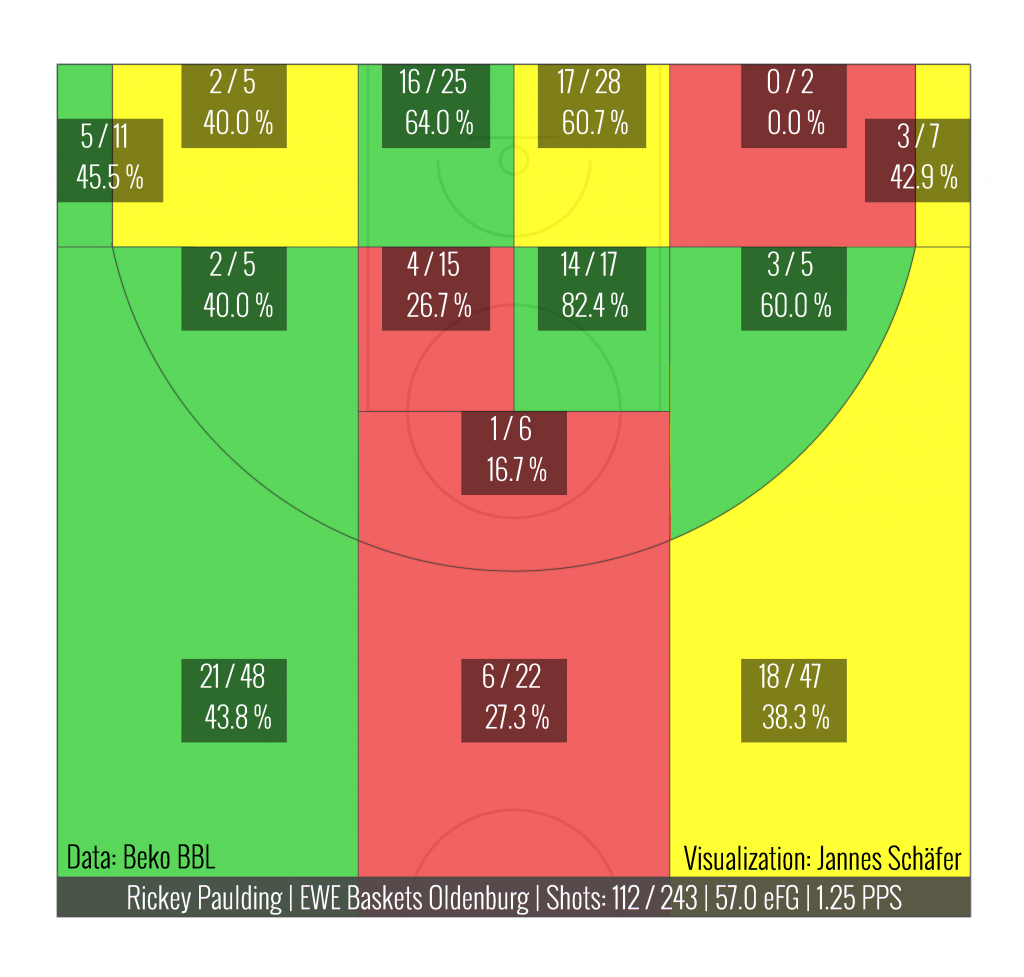 2 / 5
40.0 %
16 / 25
64.0 %
17 / 28
60.7 %
0 / 2
0.0 %
5 / 11
45.5 %
3 / 7
42.9 %
2 / 5
40.0 %
4 / 15
26.7 %
14 / 17
82.4 %
3 / 5
60.0 %
1 / 6
16.7 %
21 / 48
43.8 %
6 / 22
27.3 %
18 / 47
38.3 %
Data: Beko BBL
Visualization: Jannes Schäfer
Rickey Paulding | EWE Baskets Oldenburg | Shots: 112 / 243 | 57.0 eFG | 1.25 PPS